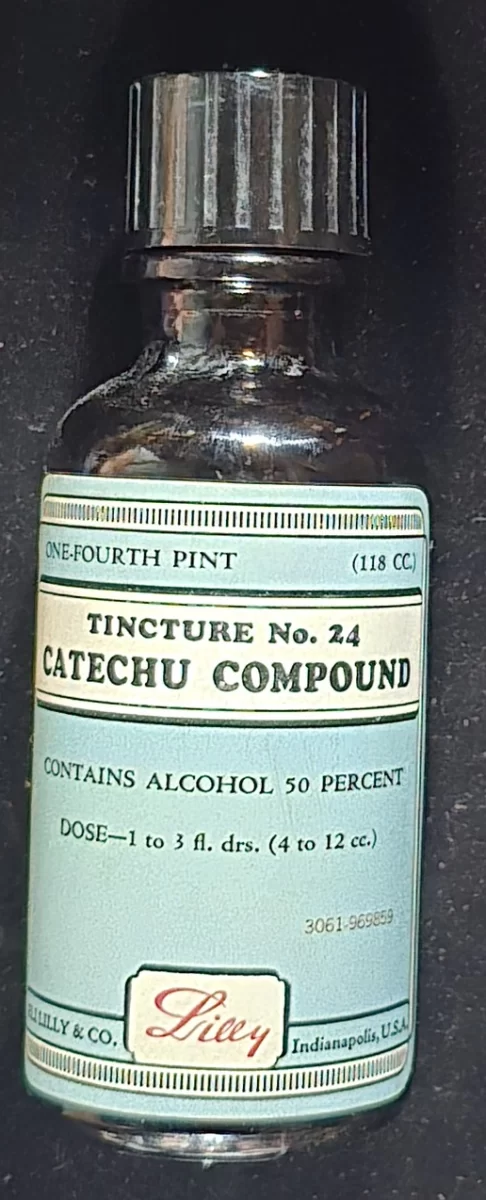 ONE-FOURTH PINT (118 CC.)
TINCTURE No. 24
CATECHU COMPOUND
CONTAINS ALCOHOL 50 PERCENT
DOSE—1 to 3 fl. drs. (4 to 12 cc.)
3061-969859
ELI LILLY & CO. Lilly Indianapolis, U.S.A.